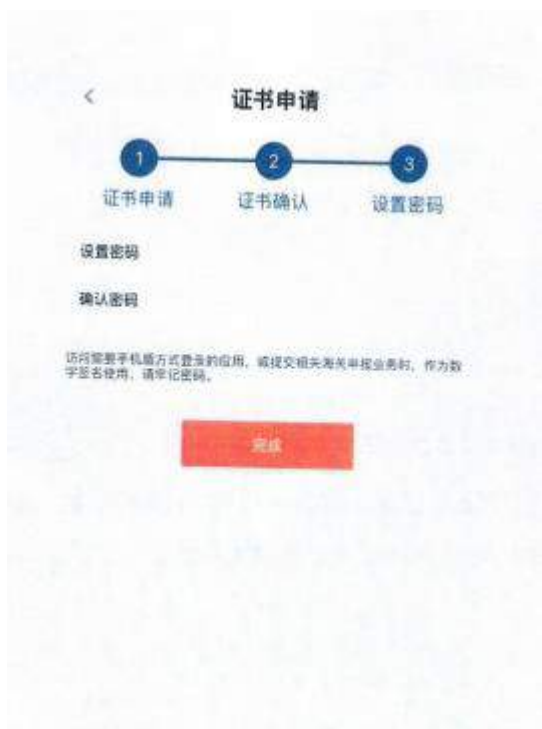 <
证书申请
1 2 3
证书申请 证书确认 设置密码
设置密码
确认密码
访问需要手机盾方式登录的应用，或提交相关海关申报业务时，作为数
字签名使用，请牢记密码。
完成